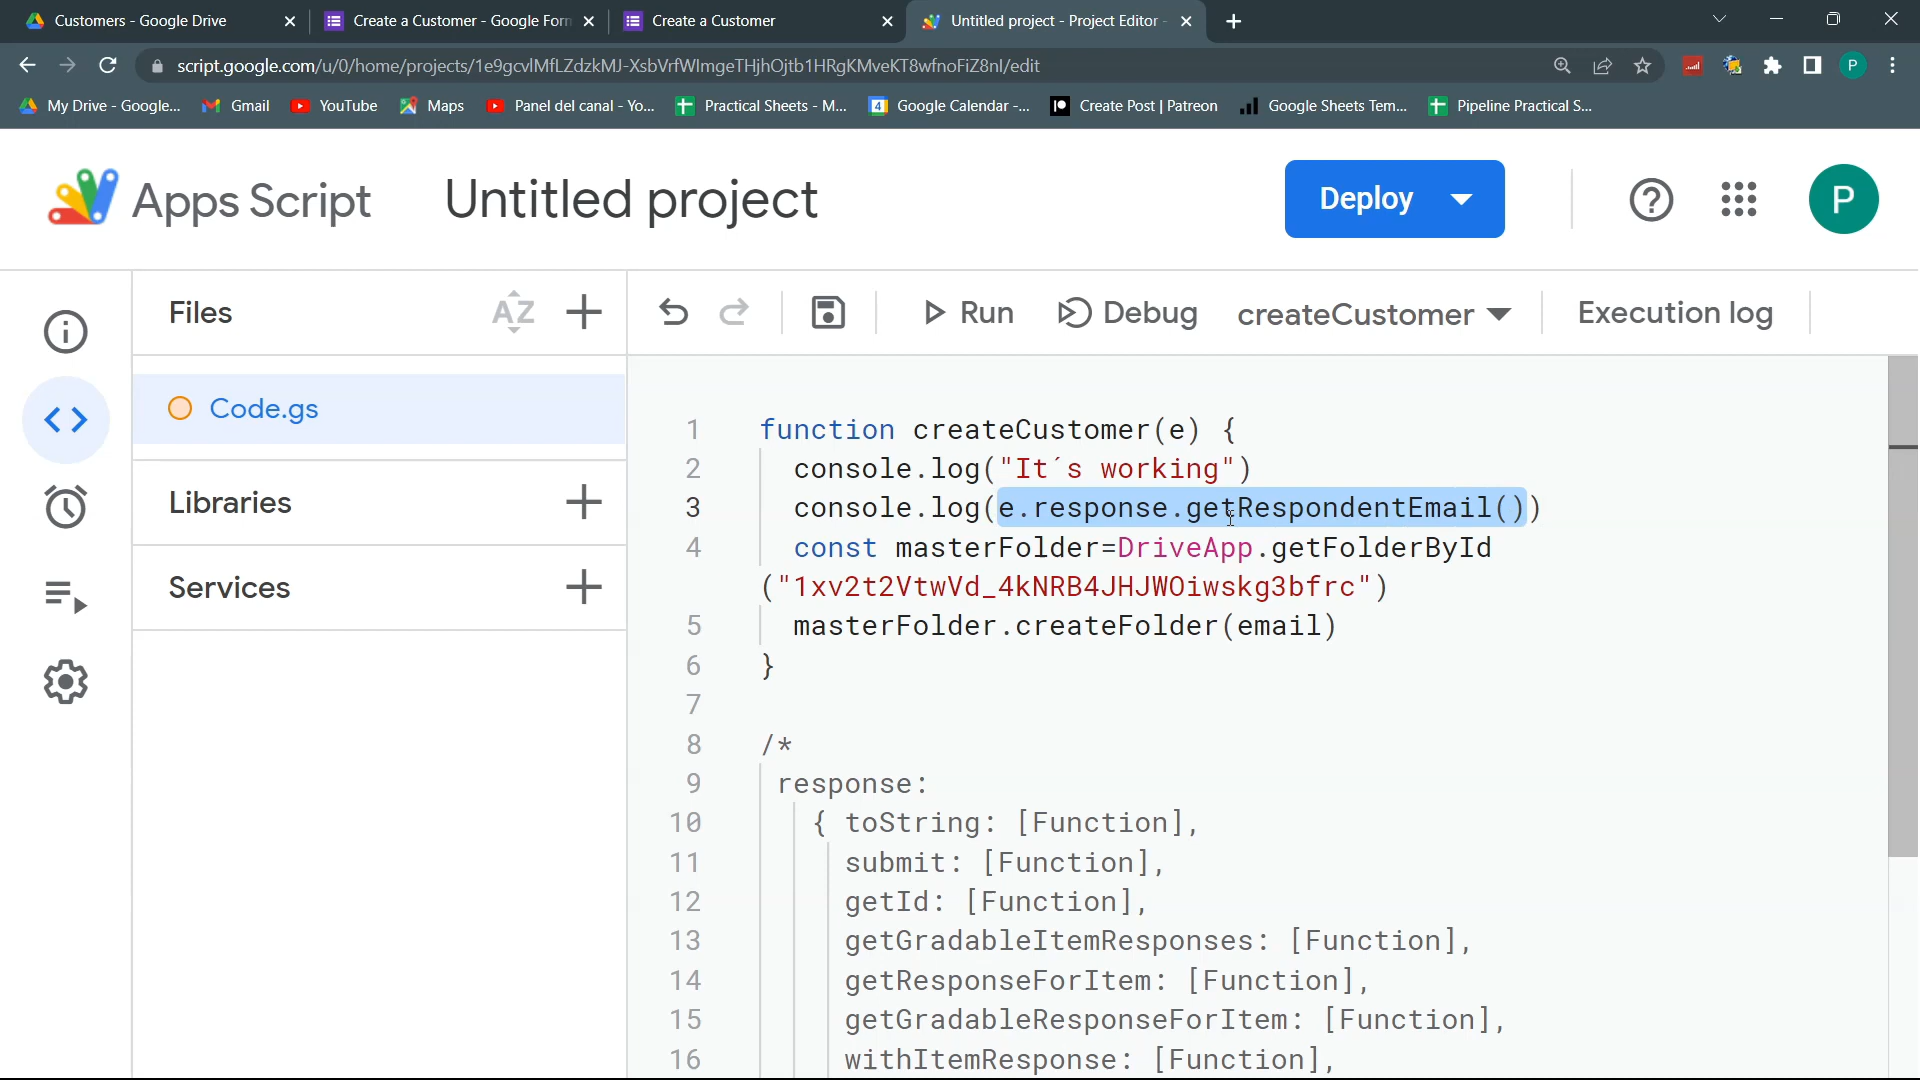 Customers - Google Drive
Create a Customer - Google Form
Create a Customer
Untitled project - Project Editor -
script.google.com/u/0/home/projects/1e9gcvlMfLZdzkMJ-XsbVrfWlmgeTHjhOjtb1HRgKMveKT8wfnoFiZ8nl/edit
P
My Drive - Google...
Gmail
YouTube
Maps
Panel del canal - Yo...
Practical Sheets - M...
4
Google Calendar -...
Create Post | Patreon
Google Sheets Tem...
Pipeline Practical S...
Apps Script
Untitled project
Deploy
P
Files
AZ
Run
Debug
createCustomer
Execution log
Code.gs
Libraries
Services
1 function createCustomer(e) {
2 console.log("It´s working")
3 console.log(e.response.getRespondentEmail())
4 const masterFolder=DriveApp.getFolderById
("1xv2t2VtwVd_4kNRB4JHJWOiwskg3bfrc")
5 masterFolder.createFolder(email)
6 }
7
8 /*
9 response:
10 { toString: [Function],
11 submit: [Function],
12 getId: [Function],
13 getGradableItemResponses: [Function],
14 getResponseForItem: [Function],
15 getGradableResponseForItem: [Function],
16 withItemResponse: [Function],